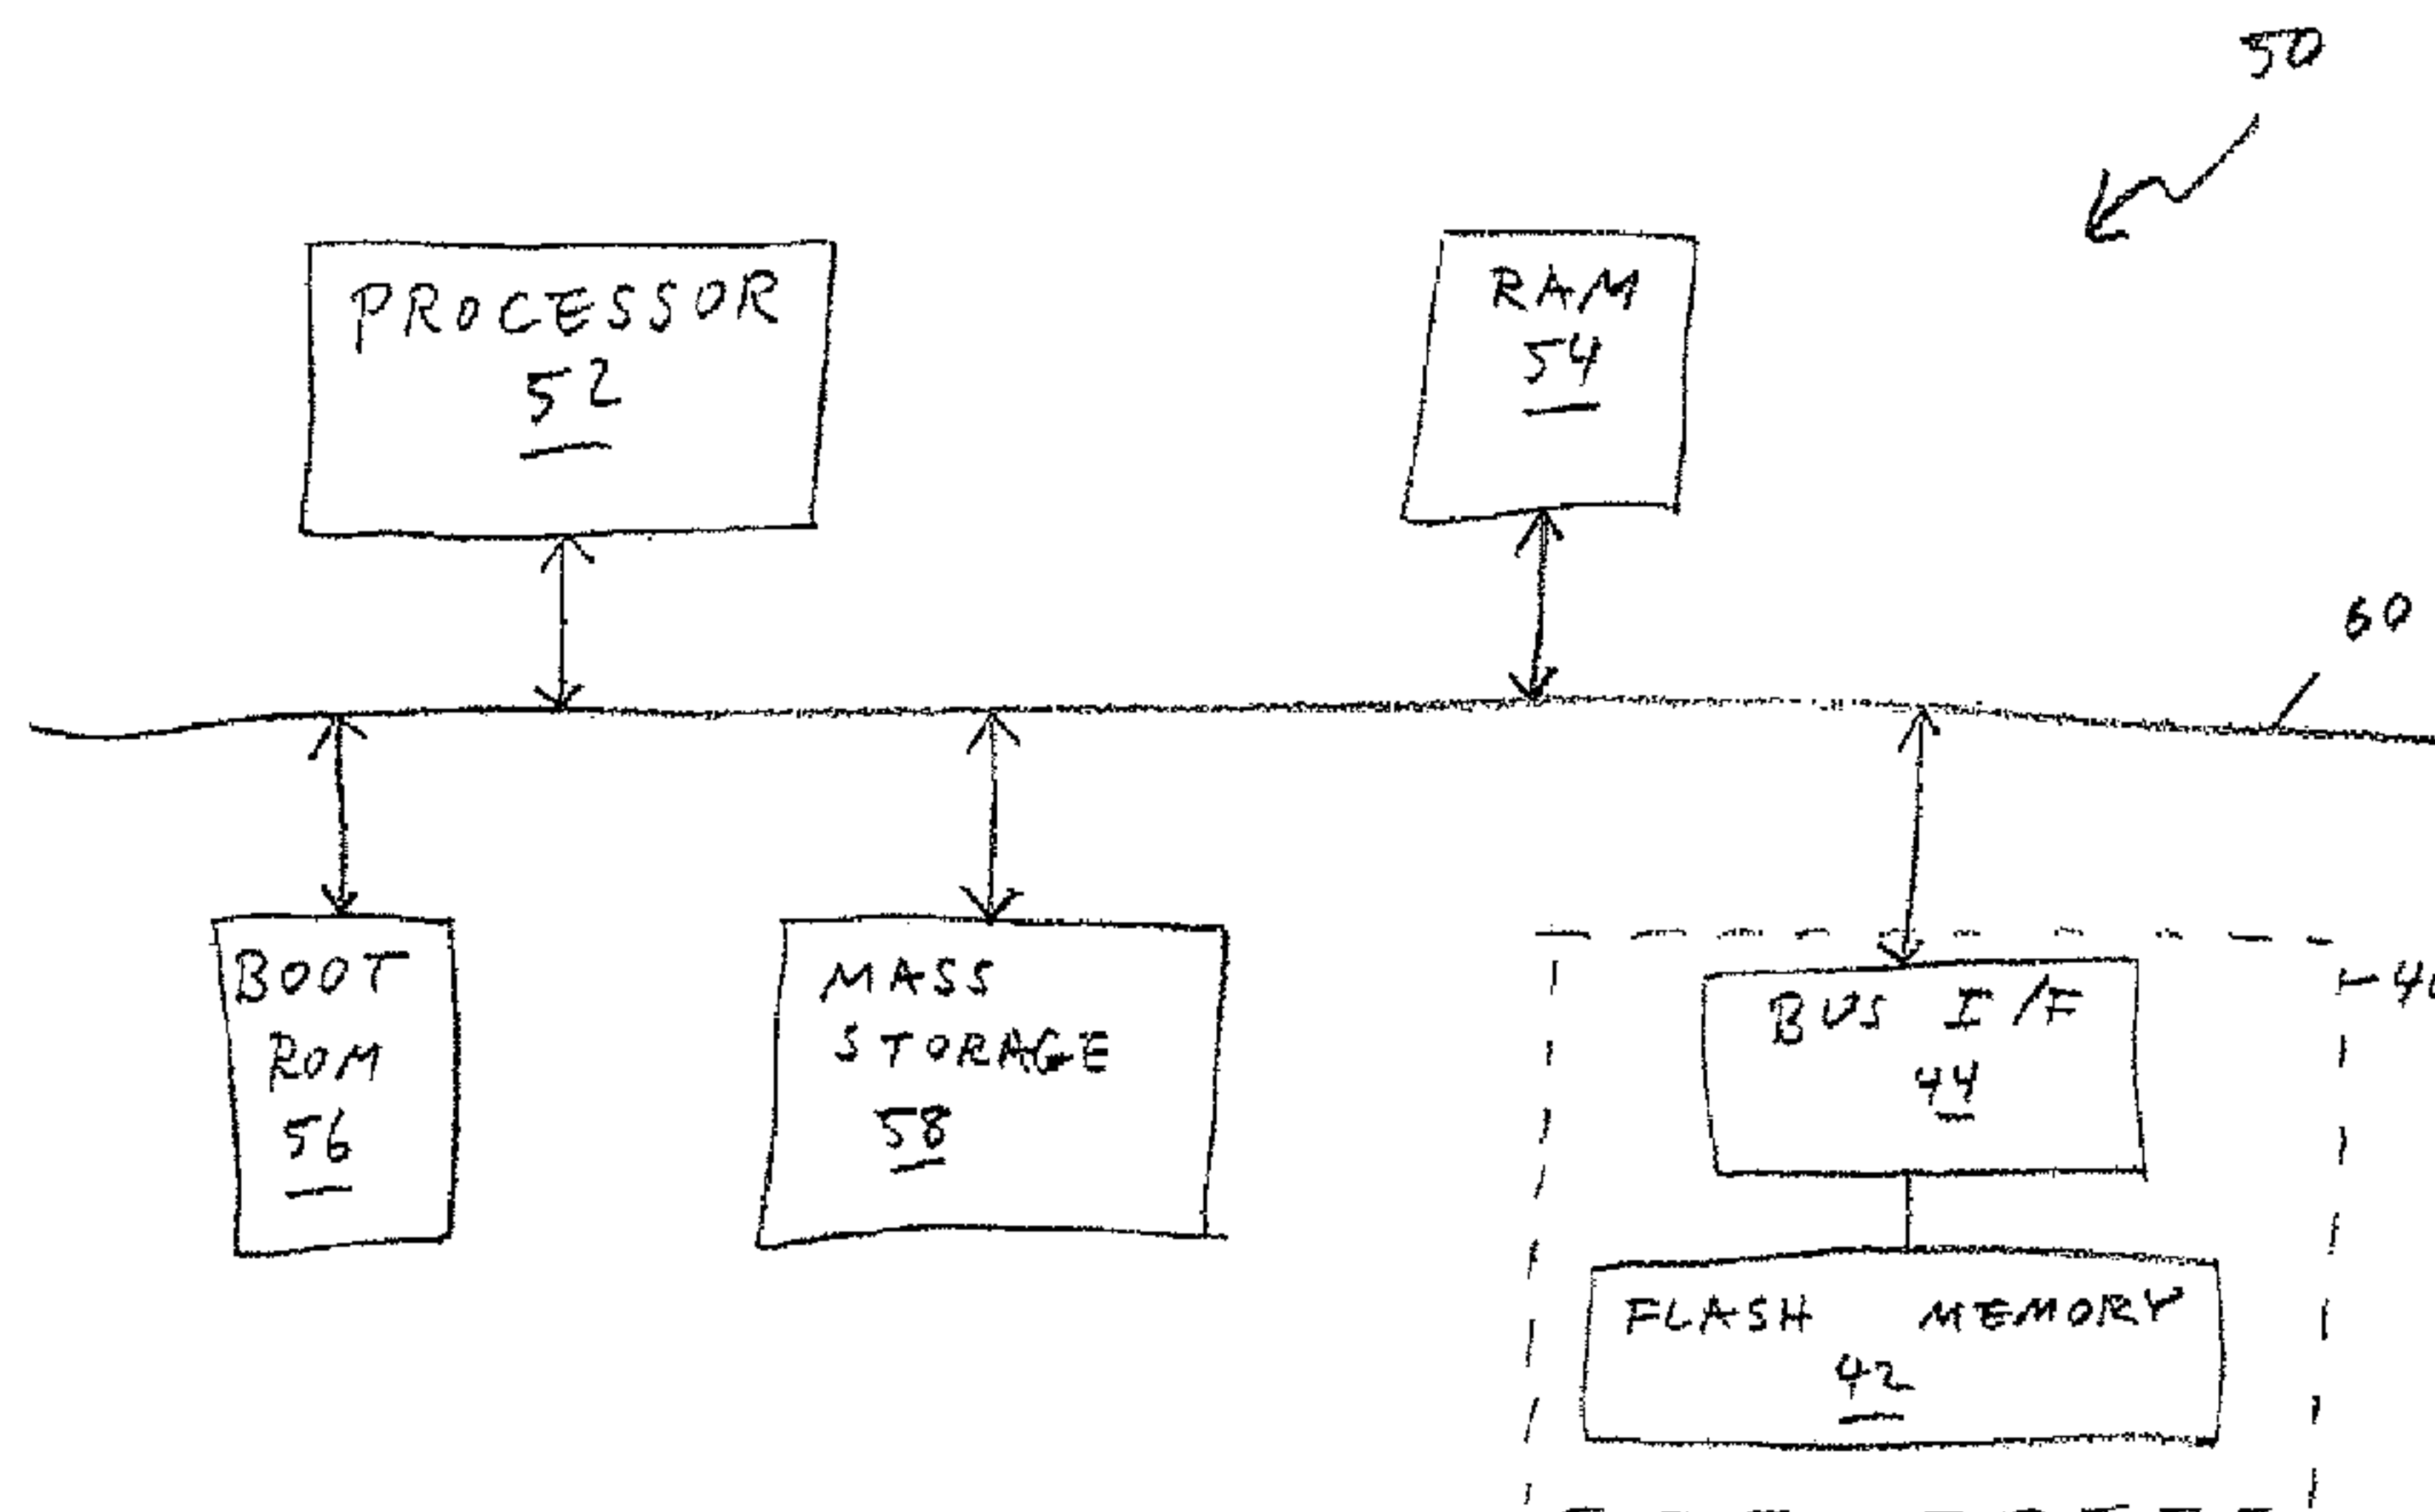 50
PROCESSOR
52
RAM
54
60
BOOT
ROM
56
MASS
STORAGE
58
BUS I/F
44
FLASH MEMORY
42